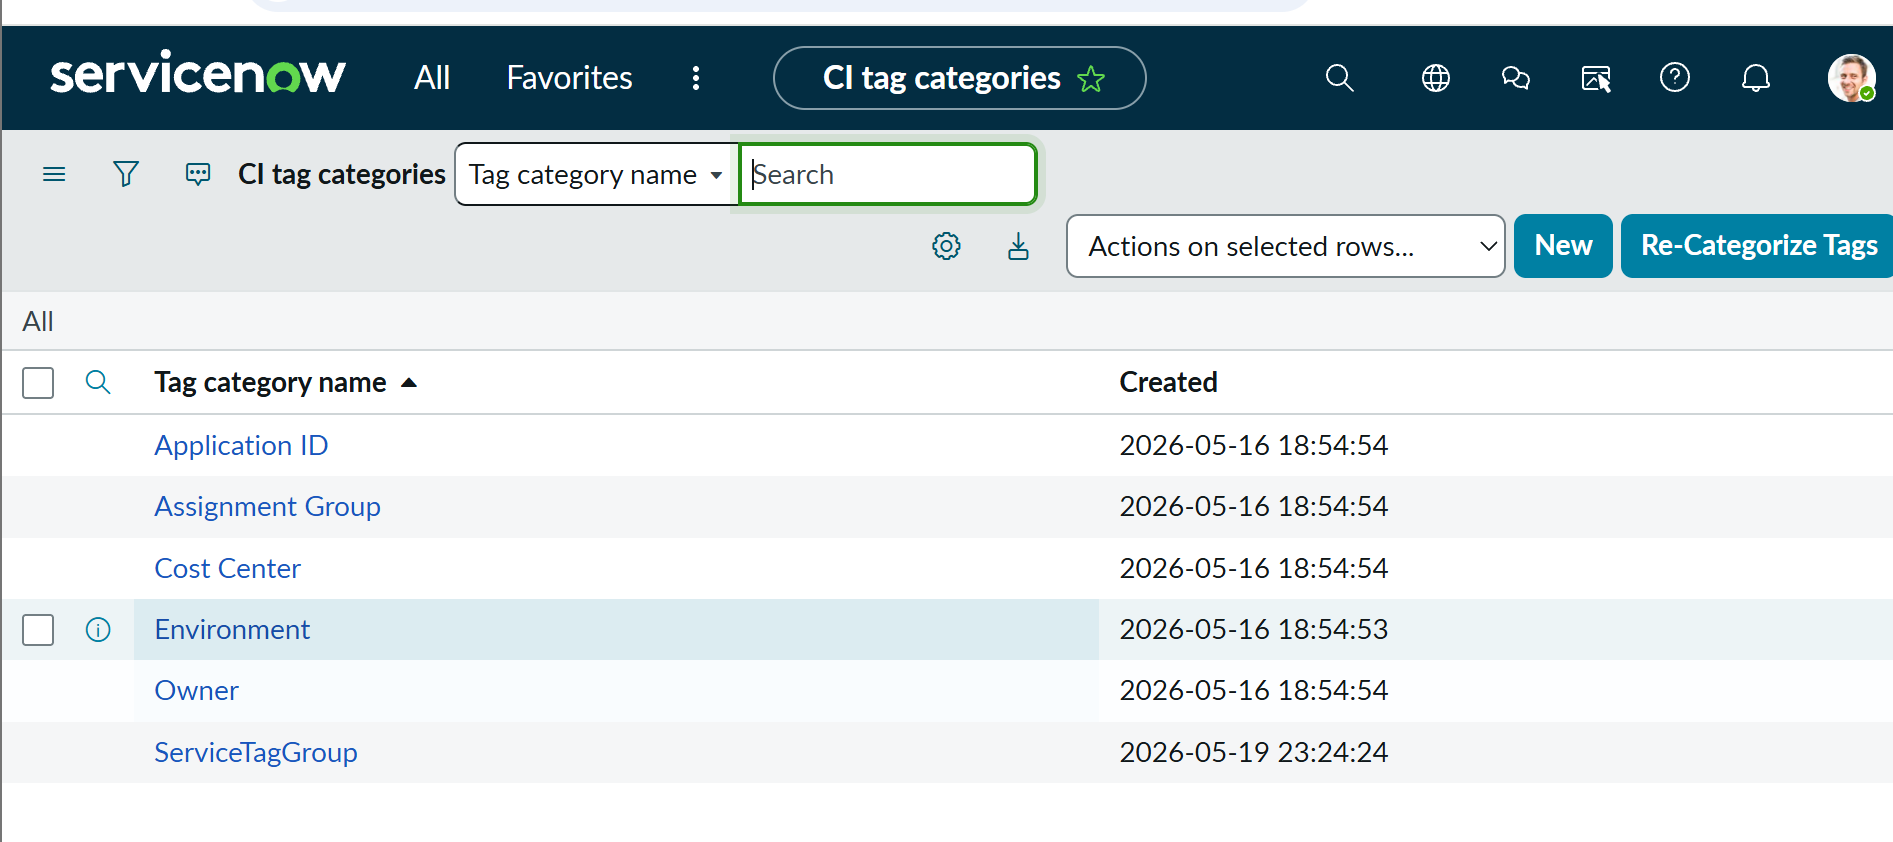 servicenow All Favorites CI tag categories
CI tag categories Tag category name Search
Actions on selected rows... New Re-Categorize Tags
All
Tag category name Created
Application ID 2026-05-16 18:54:54
Assignment Group 2026-05-16 18:54:54
Cost Center 2026-05-16 18:54:54
Environment 2026-05-16 18:54:53
Owner 2026-05-16 18:54:54
ServiceTagGroup 2026-05-19 23:24:24